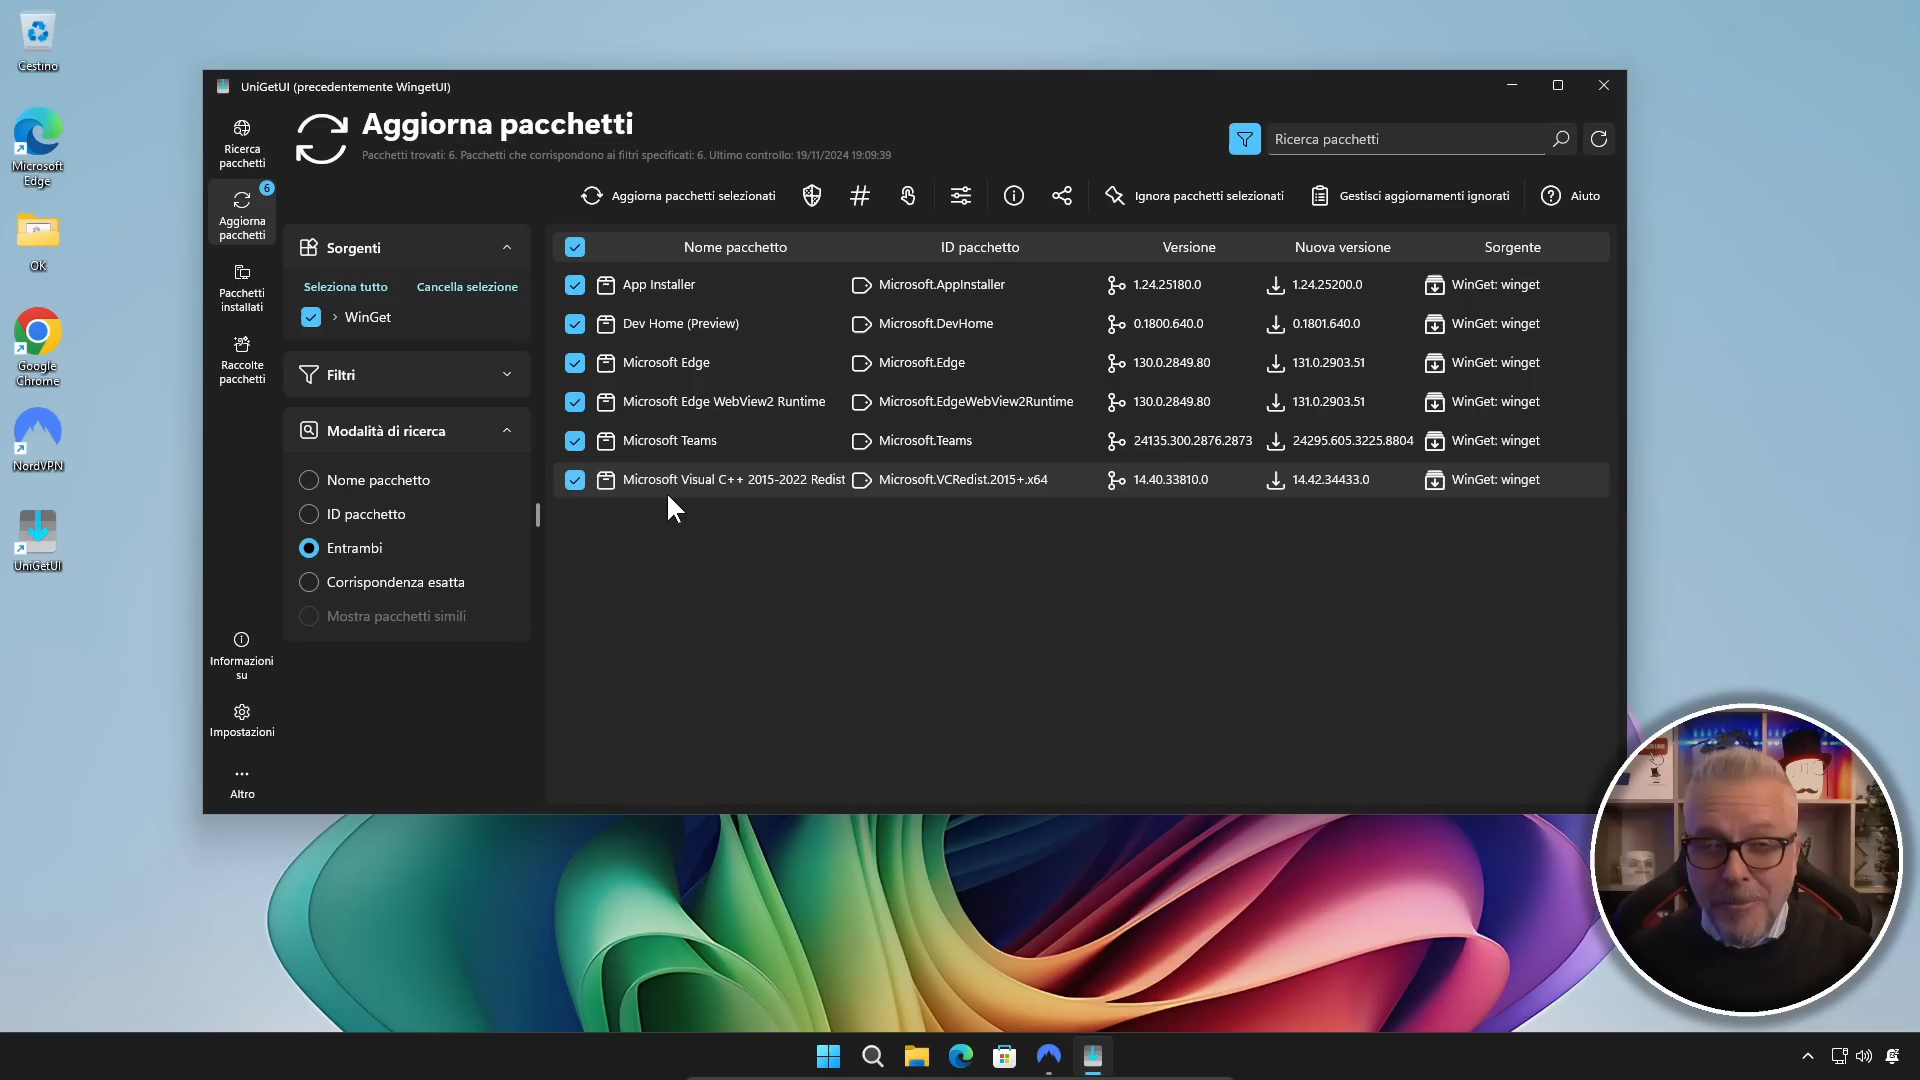 Cestino
Microsoft
Edge
OK
Google
Chrome
NordVPN
UniGetUI
UniGetUI (precedentemente WingetUI)
Ricerca
pacchetti
6
Aggiorna
pacchetti
Pacchetti
installati
Raccolte
pacchetti
Informazioni
su
Impostazioni
Altro
Aggiorna pacchetti
Pacchetti trovati: 6. Pacchetti che corrispondono ai filtri specificati: 6. Ultimo controllo: 19/11/2024 19:09:39
Ricerca pacchetti
Aggiorna pacchetti selezionati
Ignora pacchetti selezionati
Gestisci aggiornamenti ignorati
Aiuto
Sorgenti
Seleziona tutto Cancella selezione
WinGet
Filtri
Modalità di ricerca
Nome pacchetto
ID pacchetto
Entrambi
Corrispondenza esatta
Mostra pacchetti simili
Nome pacchetto ID pacchetto Versione Nuova versione Sorgente
App Installer Microsoft.AppInstaller 1.24.25180.0 1.24.25200.0 WinGet: winget
Dev Home (Preview) Microsoft.DevHome 0.1800.640.0 0.1801.640.0 WinGet: winget
Microsoft Edge Microsoft.Edge 130.0.2849.80 131.0.2903.51 WinGet: winget
Microsoft Edge WebView2 Runtime Microsoft.EdgeWebView2Runtime 130.0.2849.80 131.0.2903.51 WinGet: winget
Microsoft Teams Microsoft.Teams 24135.300.2876.2873 24295.605.3225.8804 WinGet: winget
Microsoft Visual C++ 2015-2022 Redist Microsoft.VCRedist.2015+.x64 14.40.33810.0 14.42.34433.0 WinGet: winget